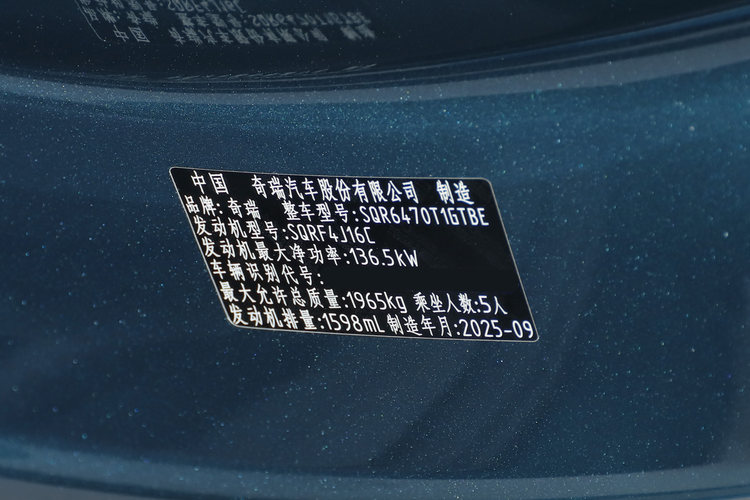 中国 奇瑞汽车股份有限公司 制造
品牌:奇瑞 整车型号:SQR6470T1GTBE
发动机型号:SQRF4J16C
发动机最大净功率:136.5kW
车辆识别代号:
最大允许总质量:1965kg 乘坐人数:5人
发动机排量:1598mL 制造年月:2025-09